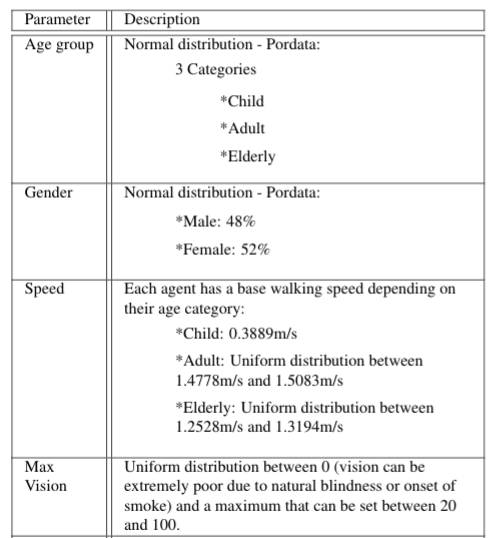 Parameter Description
Age group Normal distribution - Pordata:
3 Categories
*Child
*Adult
*Elderly
Gender Normal distribution - Pordata:
*Male: 48%
*Female: 52%
Speed Each agent has a base walking speed depending on
their age category:
*Child: 0.3889m/s
*Adult: Uniform distribution between
1.4778m/s and 1.5083m/s
*Elderly: Uniform distribution between
1.2528m/s and 1.3194m/s
Max Uniform distribution between 0 (vision can be
Vision extremely poor due to natural blindness or onset of
smoke) and a maximum that can be set between 20
and 100.